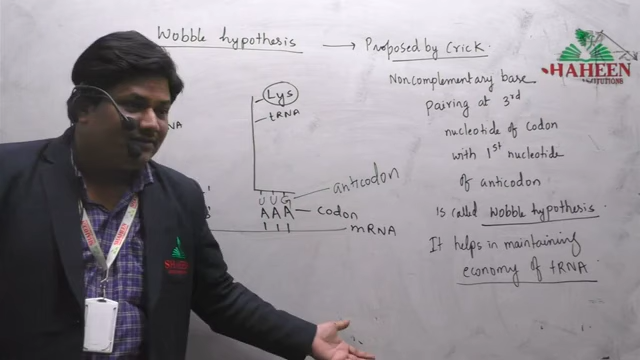 Wobble hypothesis → Proposed by Crick.
Noncomplementary base
pairing at 3rd
nucleotide of codon
with 1st nucleotide
of anticodon
is called wobble hypothesis
It helps in maintaining
economy of tRNA
Lys
tRNA
anticodon
U U G
AAA codon
mRNA
SHAHEEN
SHAHEEN